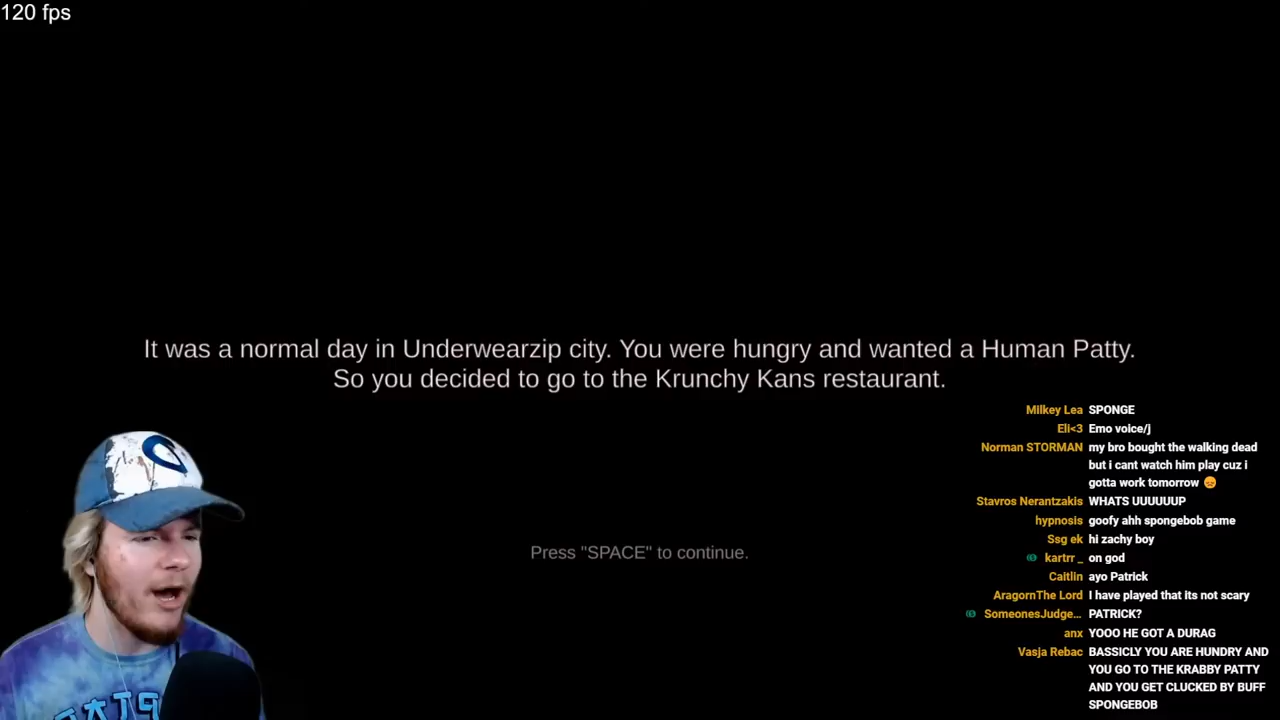 120 fps
It was a normal day in Underwearzip city. You were hungry and wanted a Human Patty.
So you decided to go to the Krunchy Kans restaurant.
Press "SPACE" to continue.
Milkey Lea SPONGE
Eli<3 Emo voice/j
Norman STORMAN my bro bought the walking dead
but i cant watch him play cuz i
gotta work tomorrow 😞
Stavros Nerantzakis WHATS UUUUUUP
hypnosis goofy ahh spongebob game
Ssg ek hi zachy boy
kartrr _ on god
Caitlin ayo Patrick
AragornThe Lord I have played that its not scary
SomeonesJudge... PATRICK?
anx YOOO HE GOT A DURAG
Vasja Rebac BASSICLY YOU ARE HUNDRY AND
YOU GO TO THE KRABBY PATTY
AND YOU GET CLUCKED BY BUFF
SPONGEBOB